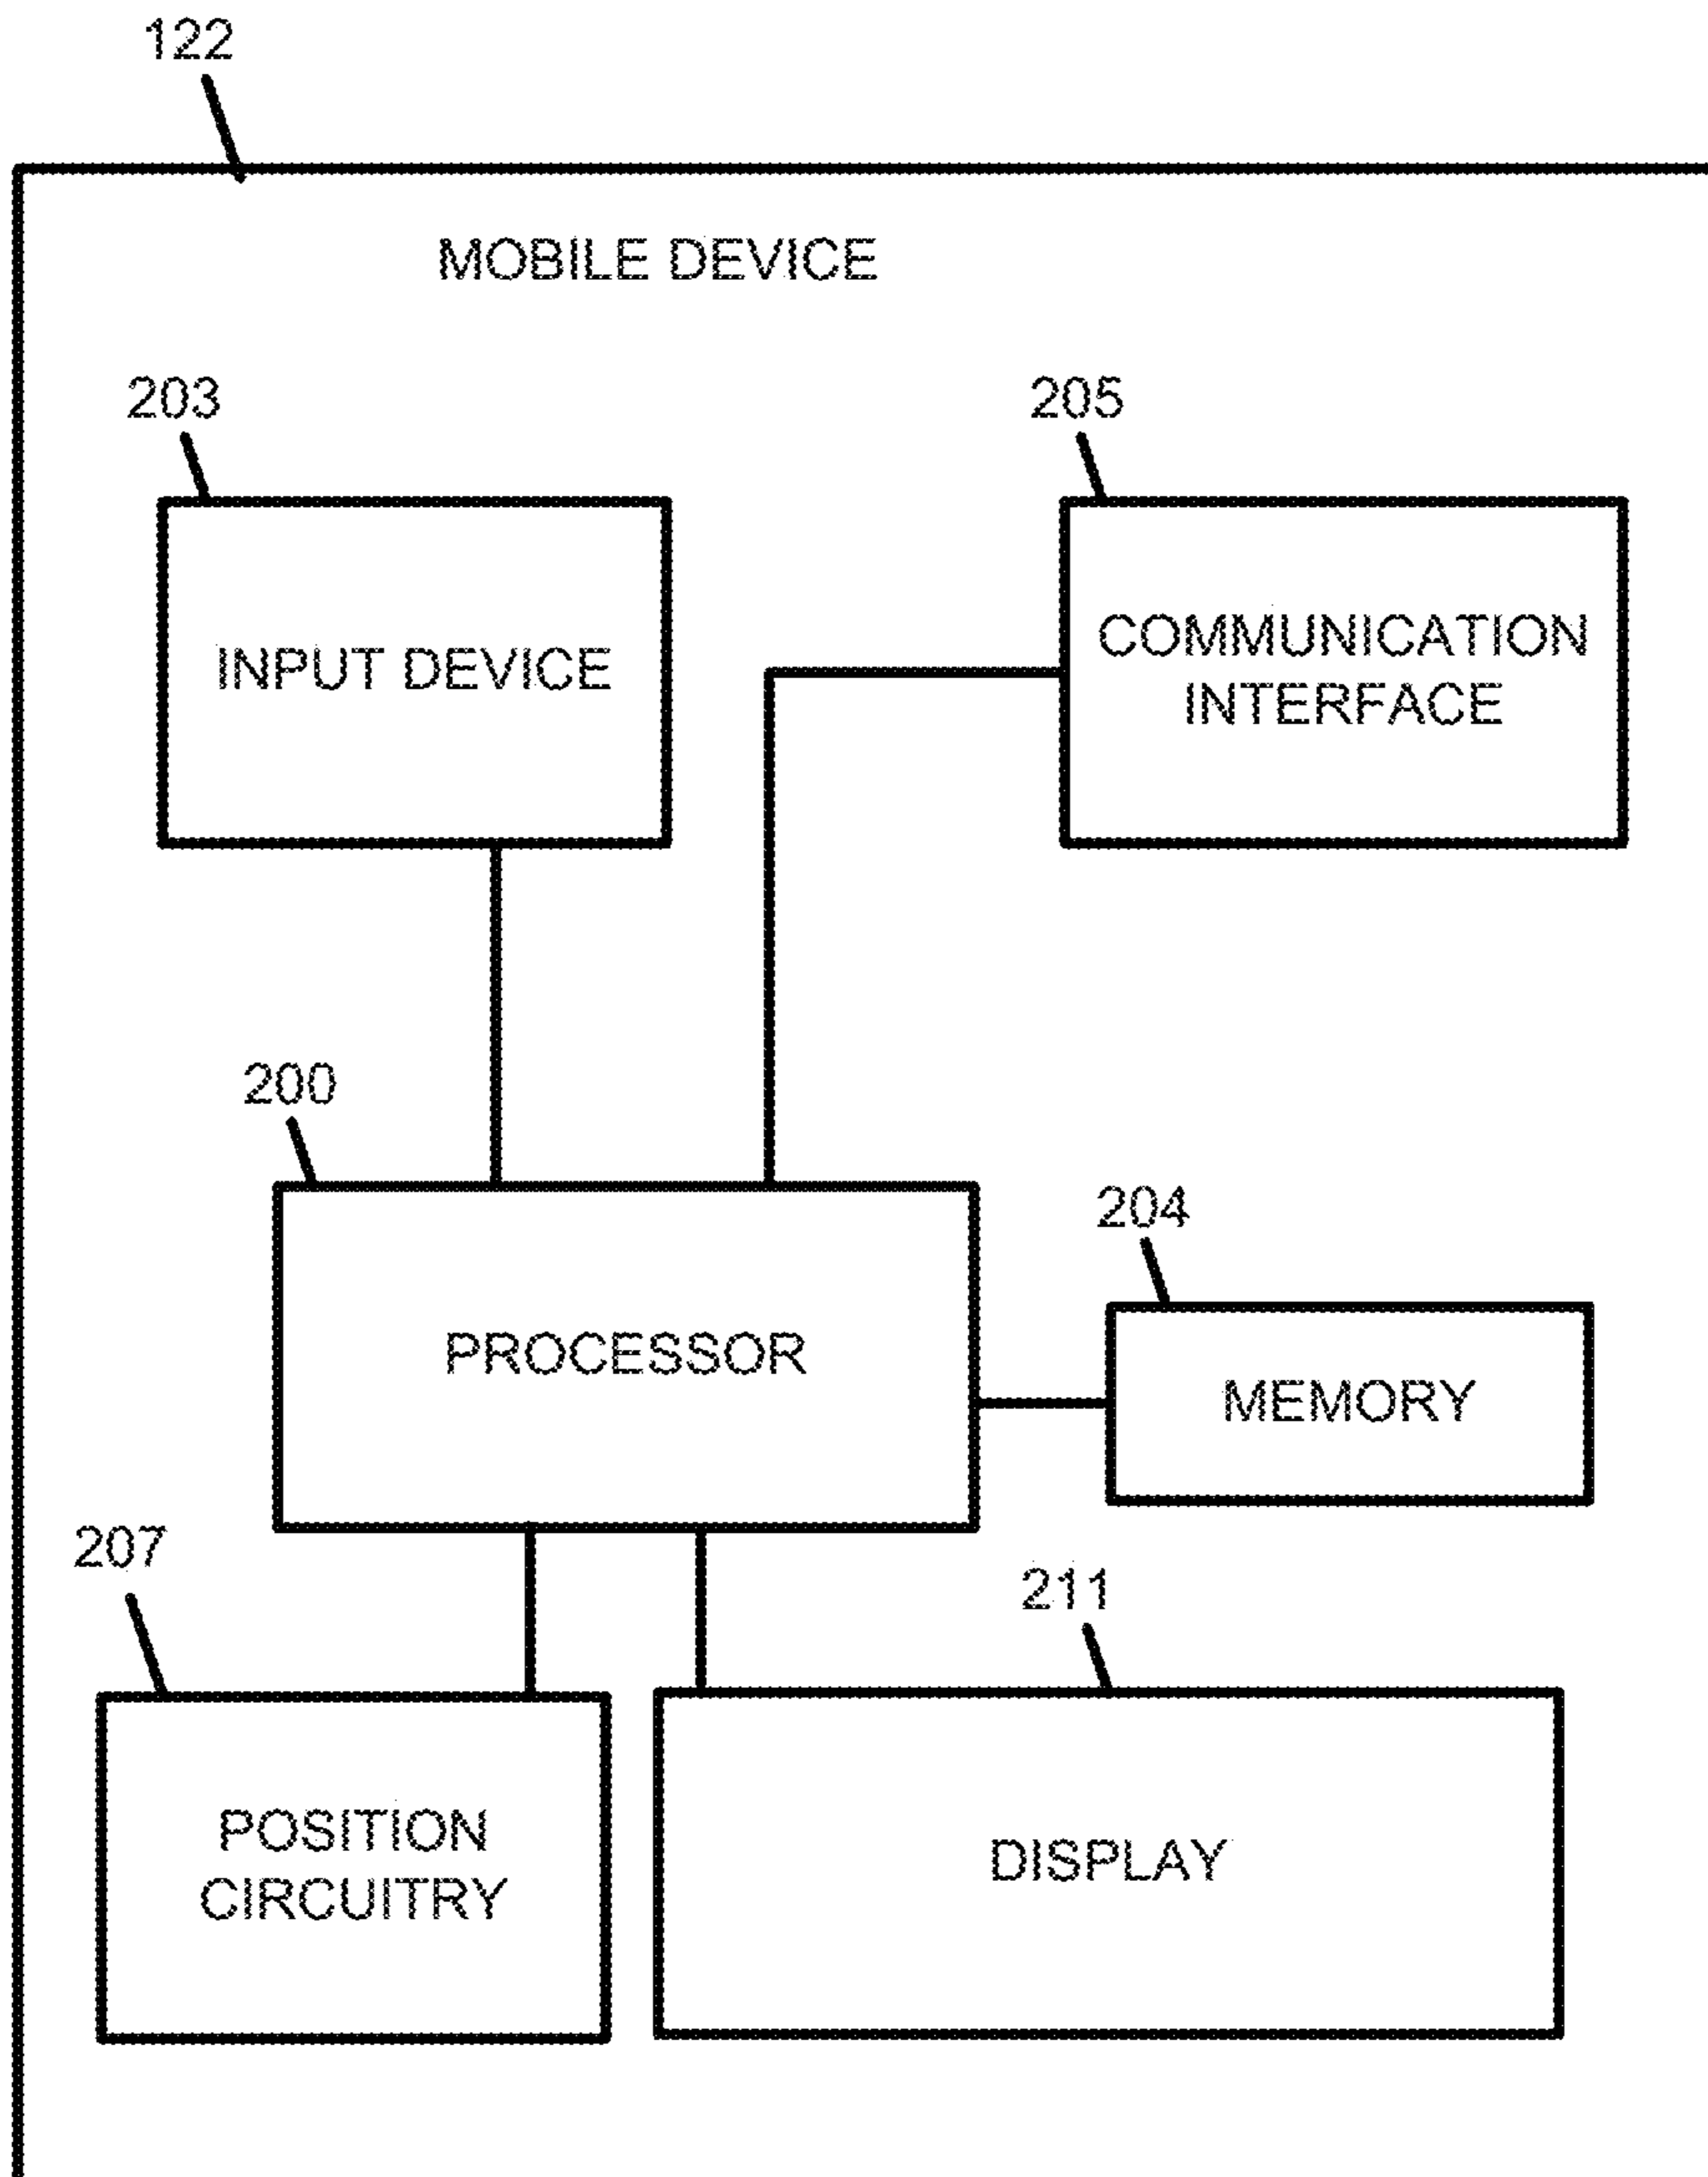 122
MOBILE DEVICE
203
205
INPUT DEVICE
COMMUNICATION
INTERFACE
200
204
PROCESSOR
MEMORY
207
211
POSITION
CIRCUITRY
DISPLAY